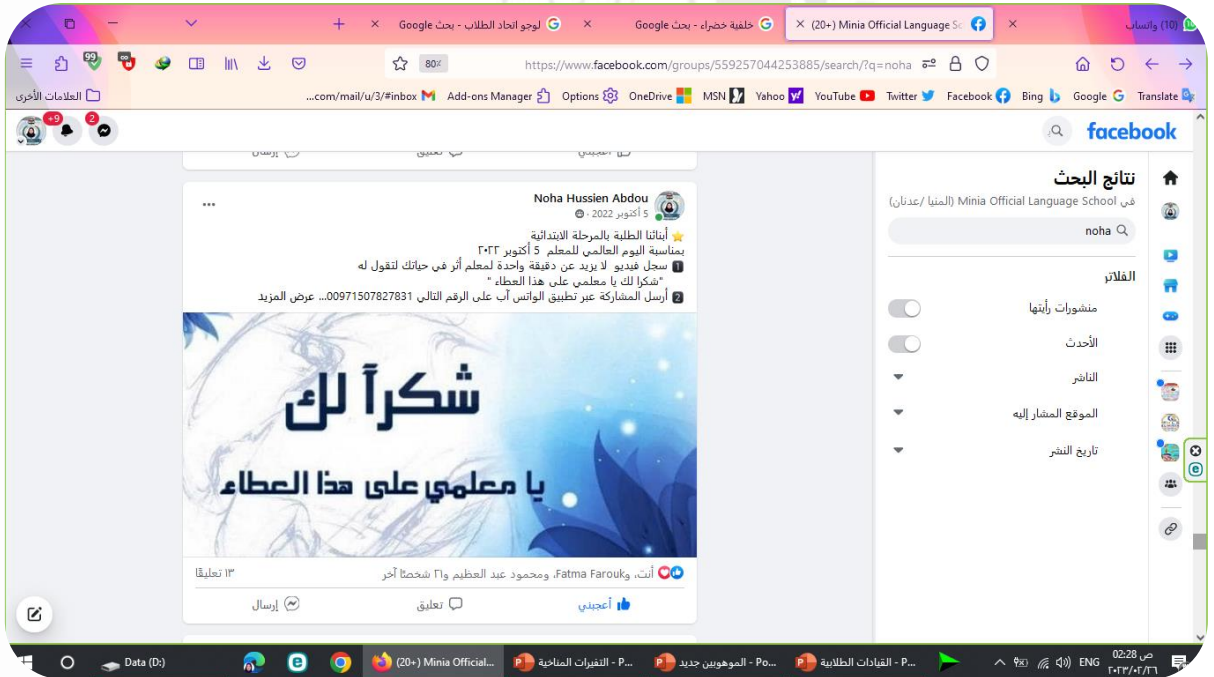 (10) واتساب
(20+) Minia Official Language Sc
خلفية خضراء - بحث Google
لوجو اتحاد الطلاب - بحث Google
https://www.facebook.com/groups/559257044253885/search/?q=noha
80%
99
Translate
Google
Bing
Facebook
Twitter
YouTube
Yahoo
MSN
OneDrive
Options
Add-ons Manager
...com/mail/u/3/#inbox
العلامات الأخرى
facebook
2
9+
نتائج البحث
في Minia Official Language School (المنيا /عدنان)
noha
الفلاتر
منشورات رأيتها
الأحدث
الناشر
الموقع المشار إليه
تاريخ النشر
أعجبني
تعليق
إرسال
Noha Hussien Abdou
5 أكتوبر 2022 ·
⭐ أبنائنا الطلبة بالمرحلة الابتدائية
بمناسبة اليوم العالمي للمعلم 5 أكتوبر ٢٠٢٢
1 سجل فيديو لا يزيد عن دقيقة واحدة لمعلم أثر في حياتك لتقول له
"شكرا لك يا معلمي على هذا العطاء "
2 أرسل المشاركة عبر تطبيق الواتس آب على الرقم التالي 00971507827831... عرض المزيد
شكراً لك
يا معلمي على هذا العطاء
أنت، وFatma Farouk، ومحمود عبد العظيم و٢٦ شخصًا آخر
١٣ تعليقًا
أعجبني
تعليق
إرسال
Data (D:)
(20+) Minia Official...
التغيرات المناخية - P...
الموهوبين جديد - Po...
القيادات الطلابية - P...
ENG
02:28 ص
٢٠٢٣/٠٢/٢٦